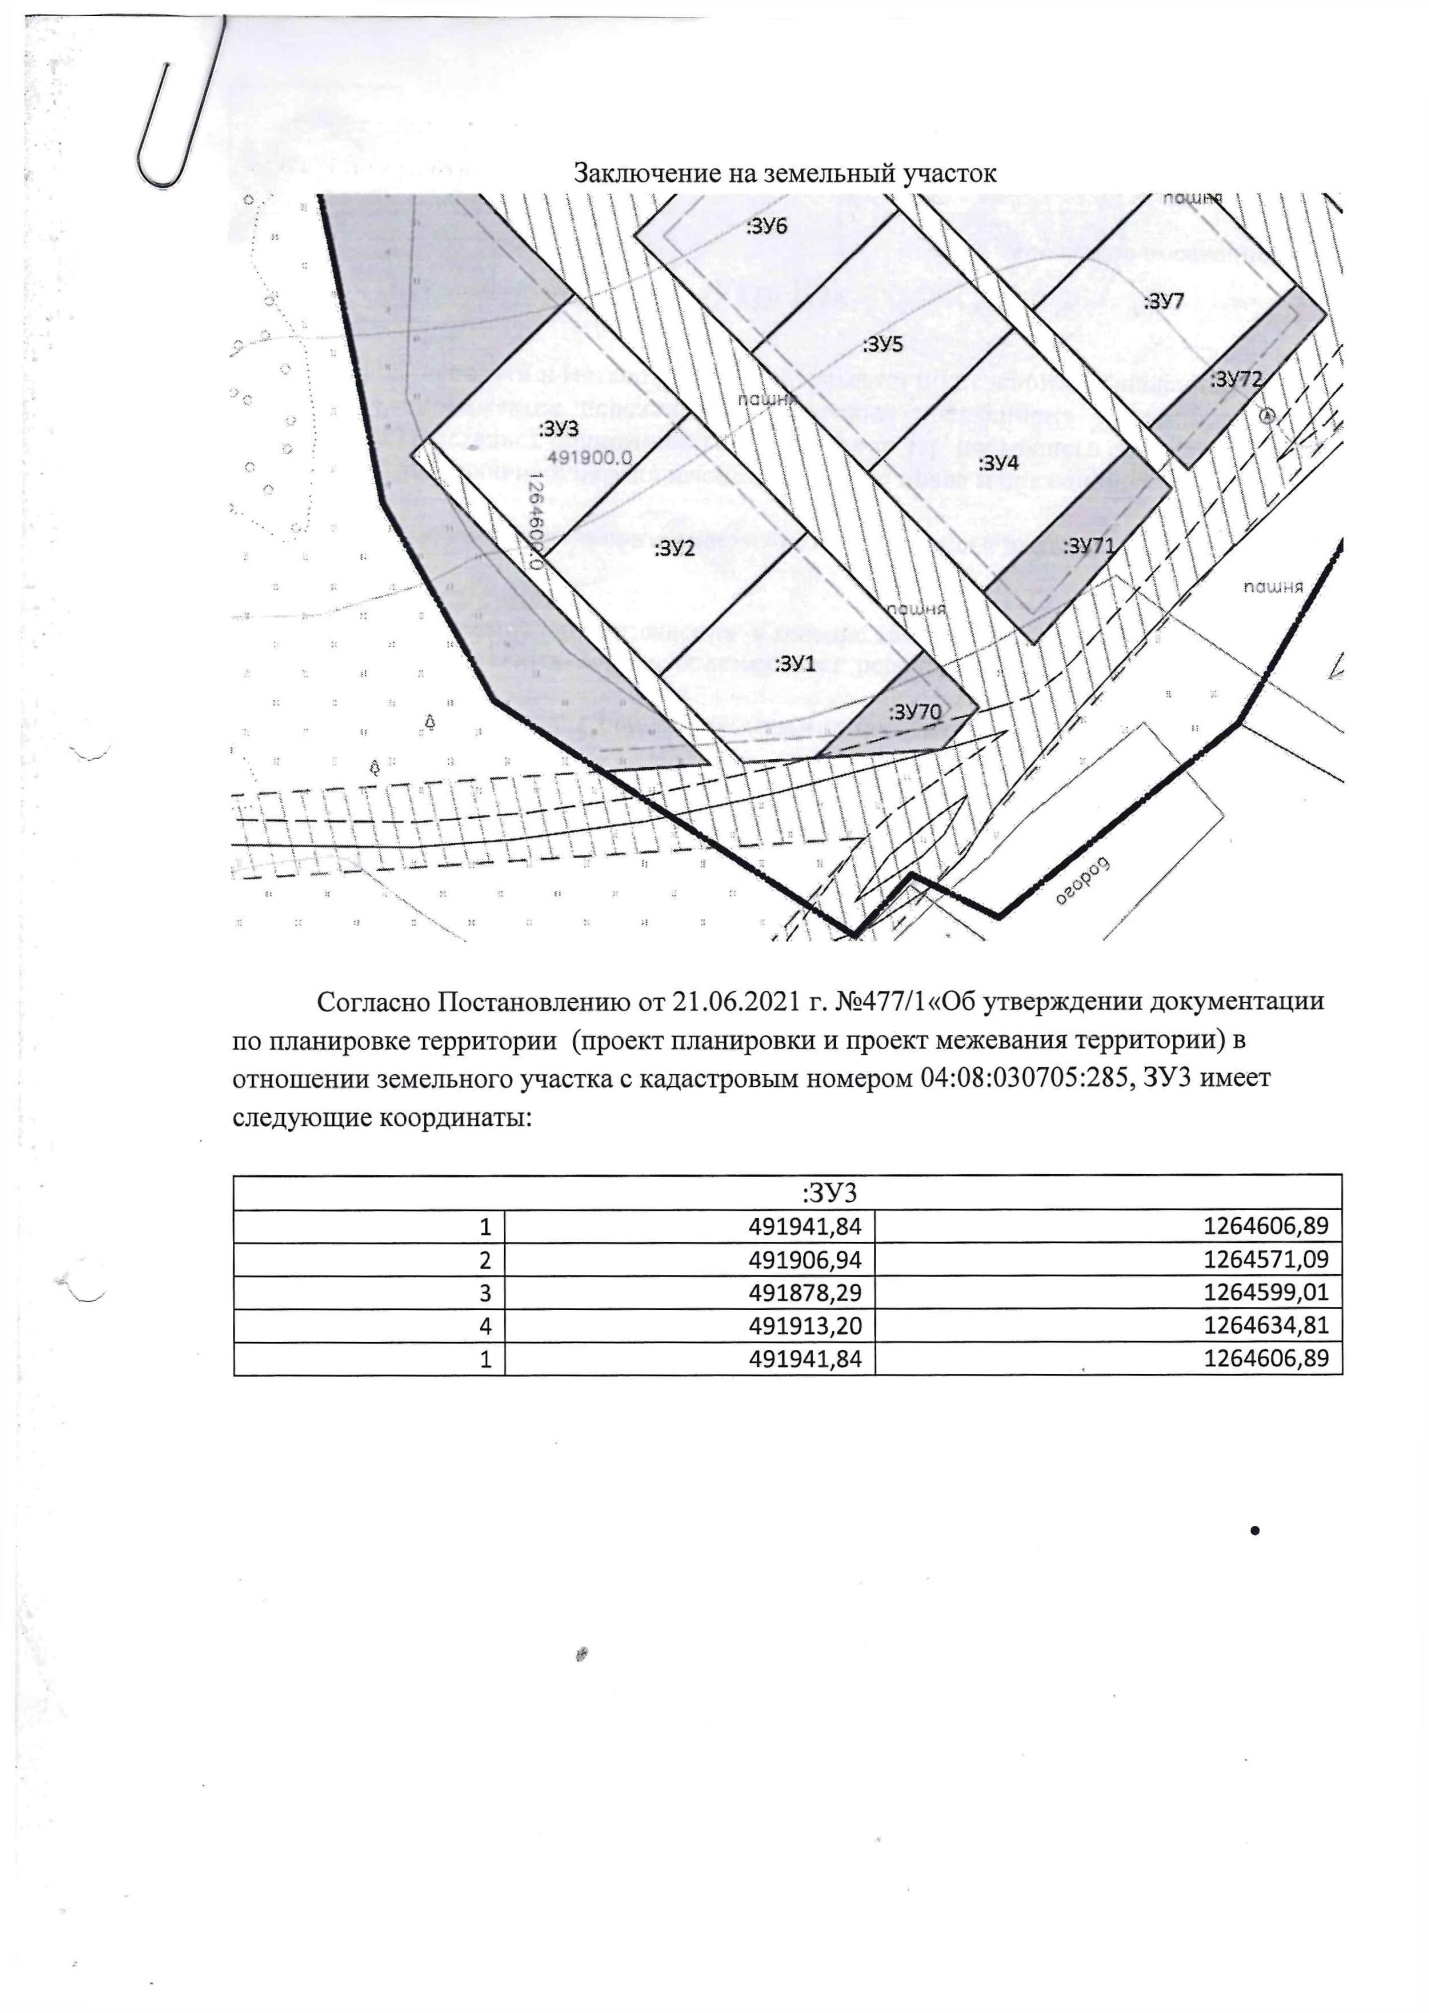 Заключение на земельный участок
пашня
:ЗУ6
:ЗУ7
:ЗУ5
:ЗУ72
пашня
:ЗУ3
491900,0
:ЗУ4
1264600,0
:ЗУ2
:ЗУ71
пашня
пашня
:ЗУ1
:ЗУ70
огород
Согласно Постановлению от 21.06.2021 г. №477/1«Об утверждении документации
по планировке территории (проект планировки и проект межевания территории) в
отношении земельного участка с кадастровым номером 04:08:030705:285, ЗУ3 имеет
следующие координаты:
:ЗУ3
1 491941,84 1264606,89
2 491906,94 1264571,09
3 491878,29 1264599,01
4 491913,20 1264634,81
1 491941,84 1264606,89